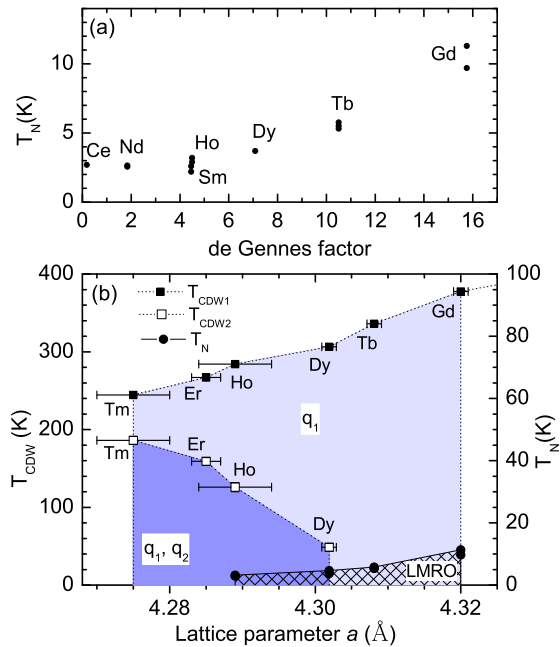 (a)
T_N(K)
10
5
0
Ce
Nd
Ho
Sm
Dy
Tb
Gd
0 2 4 6 8 10 12 14 16
de Gennes factor
(b)
T_CDW1
T_CDW2
T_N
T_CDW (K)
400
300
200
100
0
T_N(K)
100
80
60
40
20
0
Tm
Er
Ho
Dy
Tb
Gd
q₁
Tm
Er
Ho
Dy
q₁, q₂
LMRO
4.28 4.30 4.32
Lattice parameter a (Å)